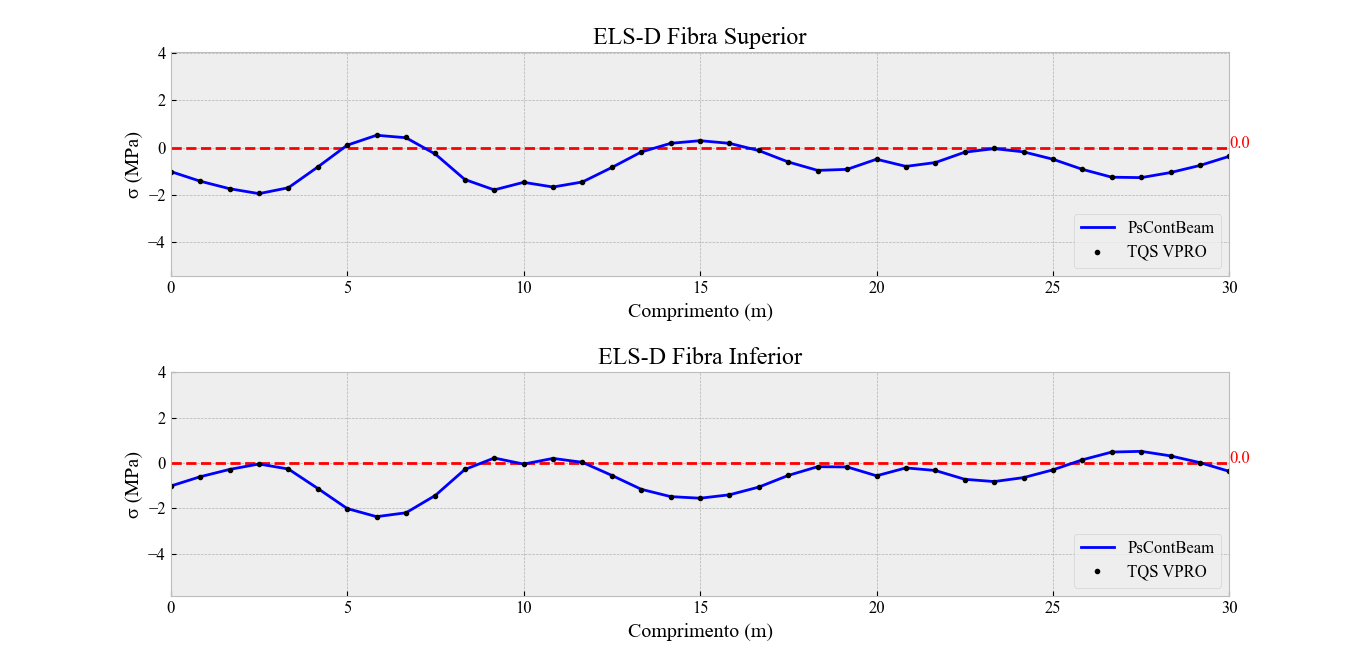 ELS-D Fibra Superior
4
2
0
−2
−4
σ (MPa)
0.0
PsContBeam
TQS VPRO
0 5 10 15 20 25 30
Comprimento (m)
ELS-D Fibra Inferior
4
2
0
−2
−4
σ (MPa)
0.0
PsContBeam
TQS VPRO
0 5 10 15 20 25 30
Comprimento (m)